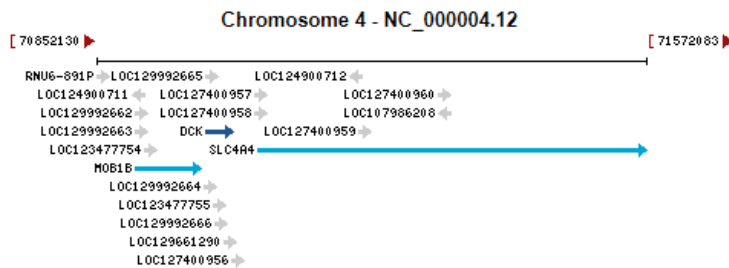 Chromosome 4 - NC_000004.12
[ 70852130 [ 71572083
RNU6-891P LOC129992665 LOC124900712
LOC124900711 LOC127400957 LOC127400960
LOC129992662 LOC127400958 LOC107986208
LOC129992663 DCK LOC127400959
LOC123477754 SLC4A4
MOB1B
LOC129992664
LOC123477755
LOC129992666
LOC129661290
LOC127400956